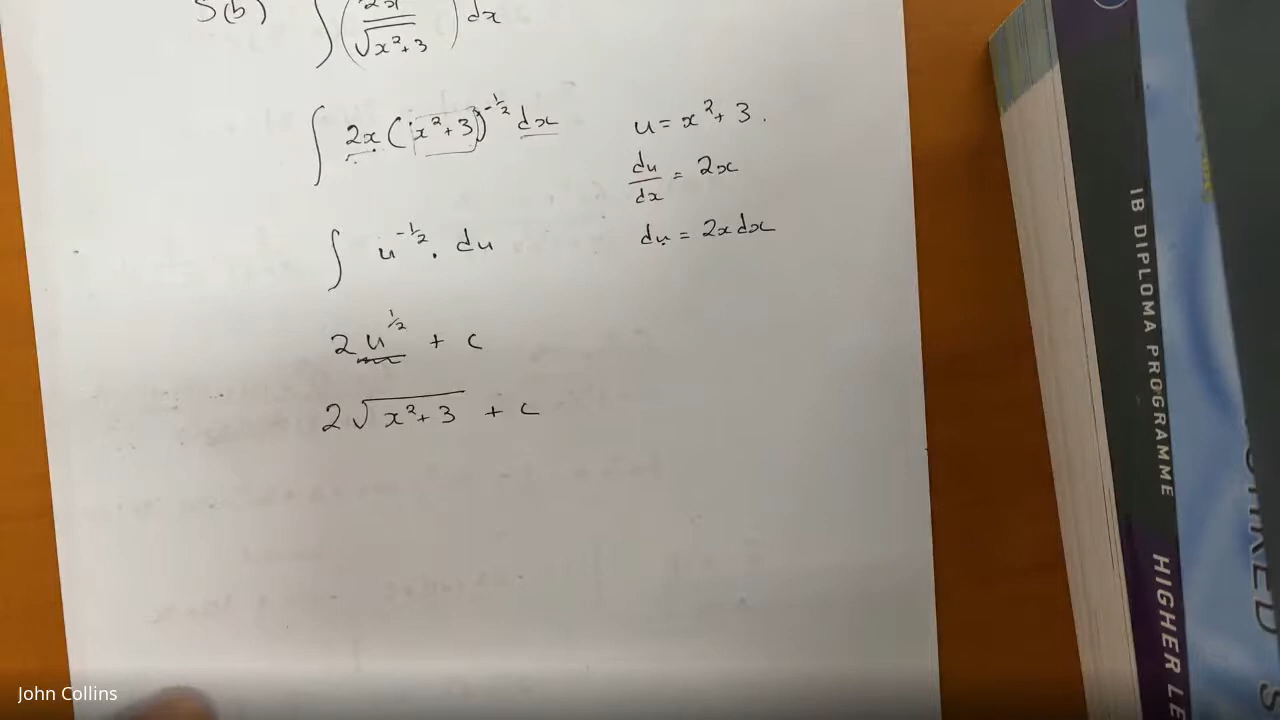 5(b) ∫(2x/√x²+3)dx
∫ 2x(x²+3)^-½ dx
u = x²+3.
du/dx = 2x
du = 2x dx
∫ u^-½ . du
2u^½ + c
2√x²+3 + c
IB DIPLOMA PROGRAMME
HIGHER LE
John Collins